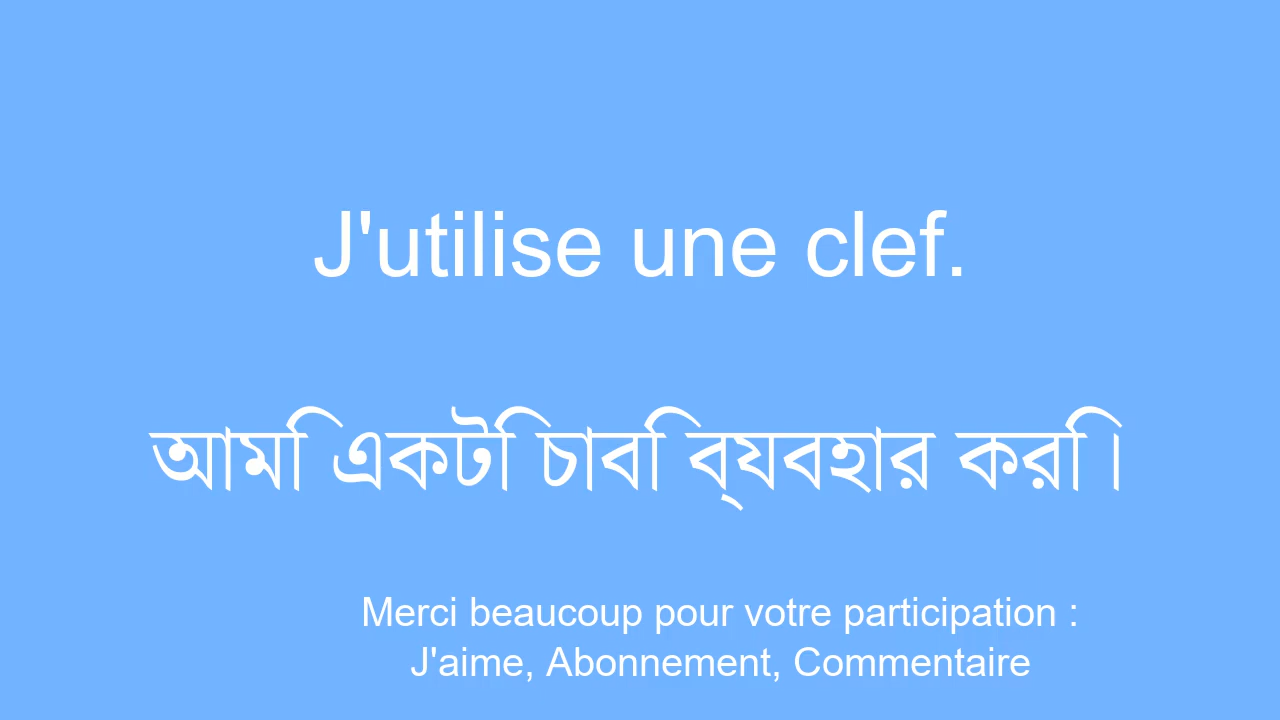 J'utilise une clef.
আমি একটি চাবি ব্যবহার করি।
Merci beaucoup pour votre participation :
J'aime, Abonnement, Commentaire